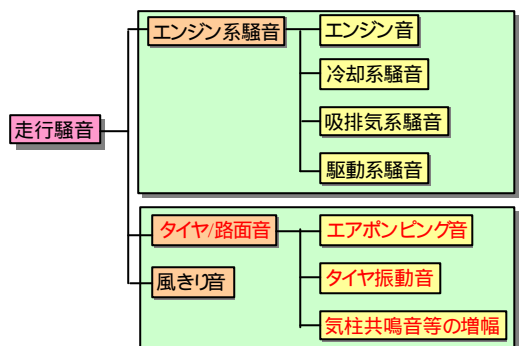 走行騒音
エンジン系騒音
エンジン音
冷却系騒音
吸排気系騒音
駆動系騒音
タイヤ/路面音
エアポンピング音
タイヤ振動音
気柱共鳴音等の増幅
風きり音